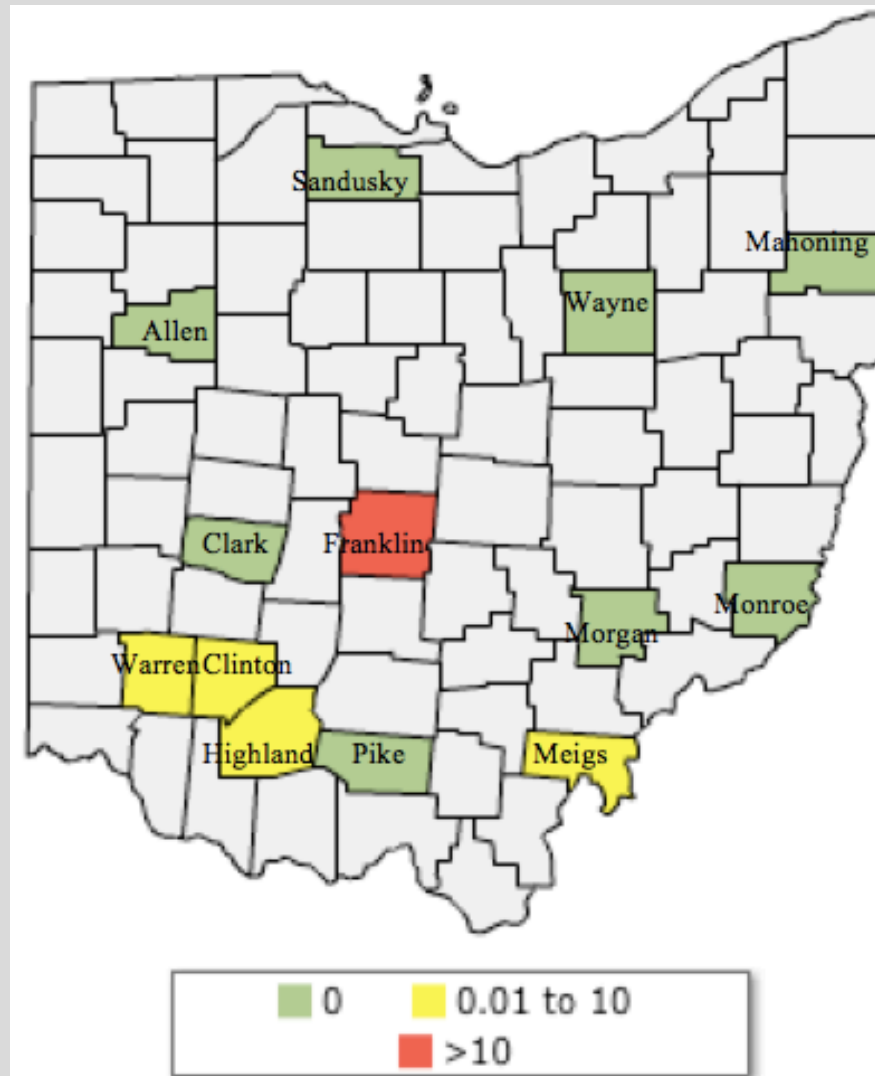 Sandusky
Mahoning
Wayne
Allen
Clark
Franklin
Monroe
Morgan
Warren Clinton
Highland
Pike
Meigs
0
0.01 to 10
>10